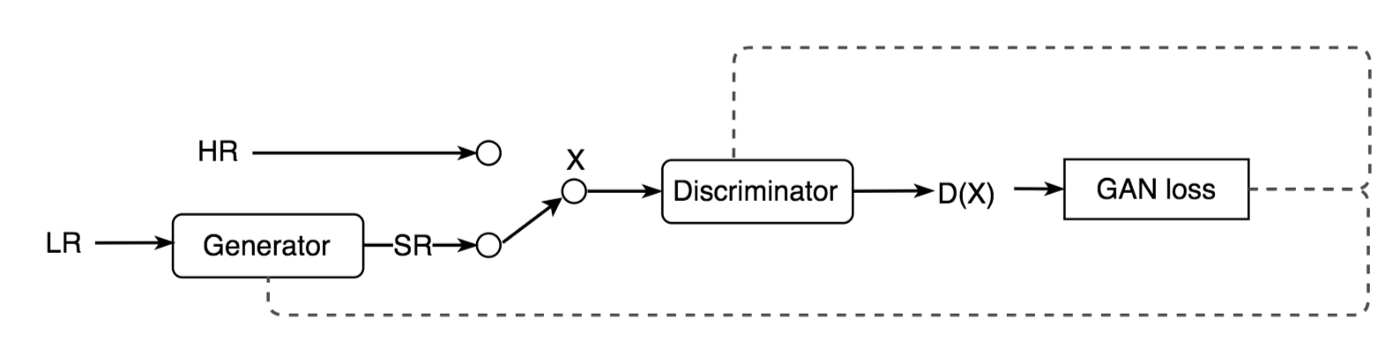 HR
X
Discriminator
D(X)
GAN loss
LR
Generator
SR